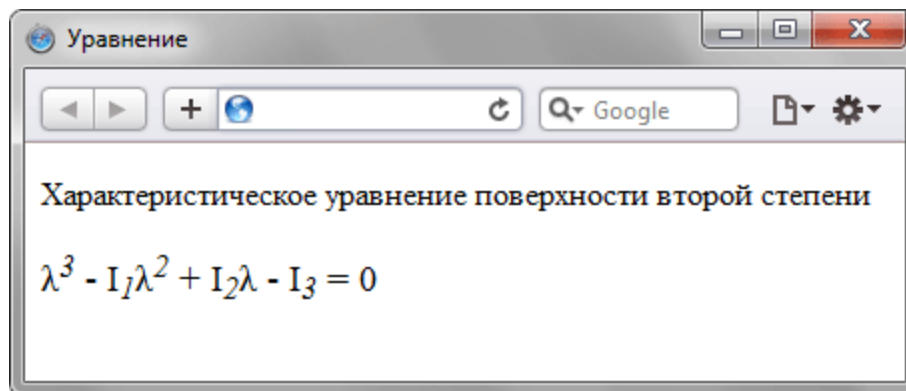 Уравнение
Google
Характеристическое уравнение поверхности второй степени
λ³ - I₁λ² + I₂λ - I₃ = 0